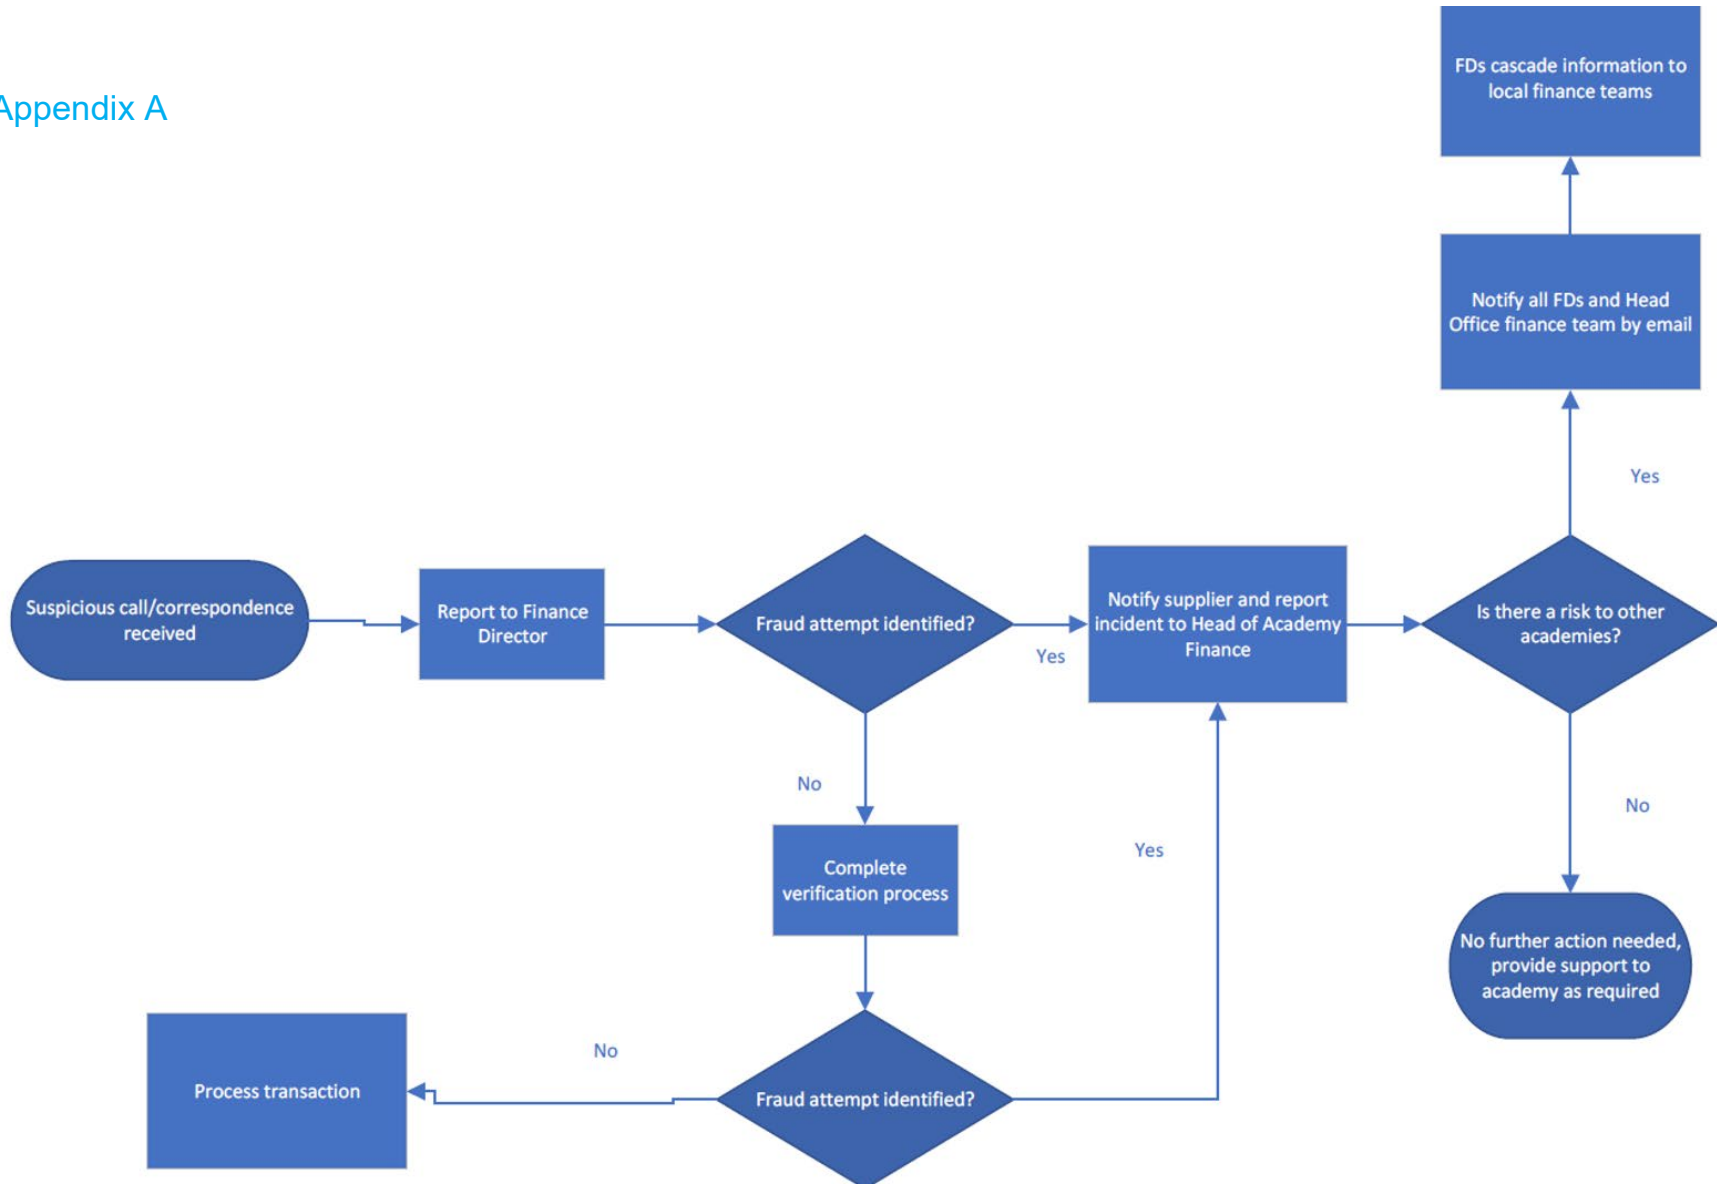 Appendix A
FDs cascade information to
local finance teams
Notify all FDs and Head
Office finance team by email
Yes
Suspicious call/correspondence
received
Report to Finance
Director
Fraud attempt identified?
Yes
Notify supplier and report
incident to Head of Academy
Finance
Is there a risk to other
academies?
No
Complete
verification process
Yes
No
No further action needed,
provide support to
academy as required
Process transaction
No
Fraud attempt identified?